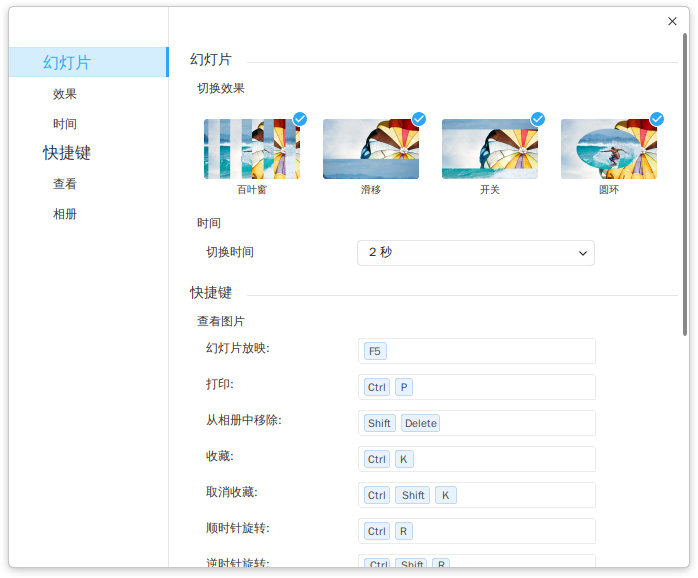 幻灯片
效果
时间
快捷键
查看
相册
幻灯片
切换效果
百叶窗 滑移 开关 圆环
时间
切换时间 2 秒
快捷键
查看图片
幻灯片放映: F5
打印: Ctrl P
从相册中移除: Shift Delete
收藏: Ctrl K
取消收藏: Ctrl Shift K
顺时针旋转: Ctrl R
逆时针旋转: Ctrl Shift R